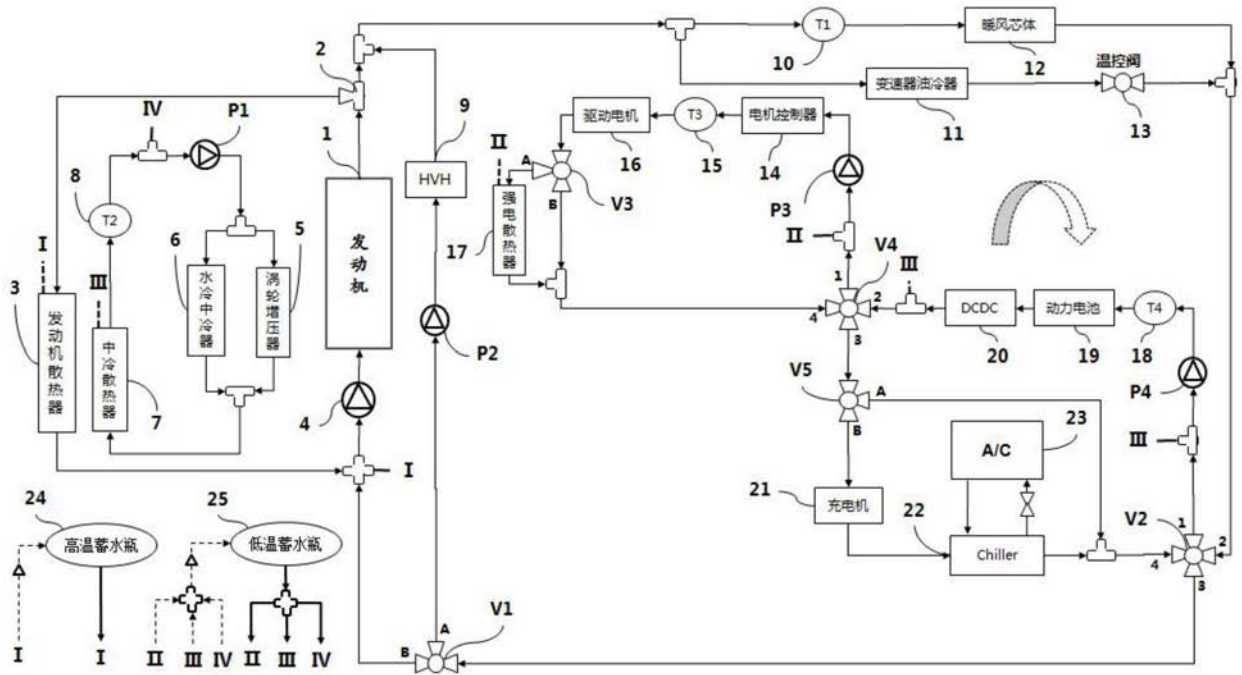 T1
10
暖风芯体
12
2
变速器油冷器
11
温控阀
13
IV
P1
1
9
HVH
驱动电机
16
T3
15
电机控制器
14
II
A
B
V3
强电散热器
17
P3
II
8
T2
6
水冷中冷器
5
涡轮增压器
I
III
3
发动机散热器
中冷散热器
7
发动机
4
P2
I
V4
1
2
3
4
III
DCDC
20
动力电池
19
T4
18
P4
III
V5
A
B
A/C
23
21
充电机
22
Chiller
V2
1
2
3
4
24
高温蓄水瓶
I
I
25
低温蓄水瓶
II
III
IV
II
III
IV
V1
A
B